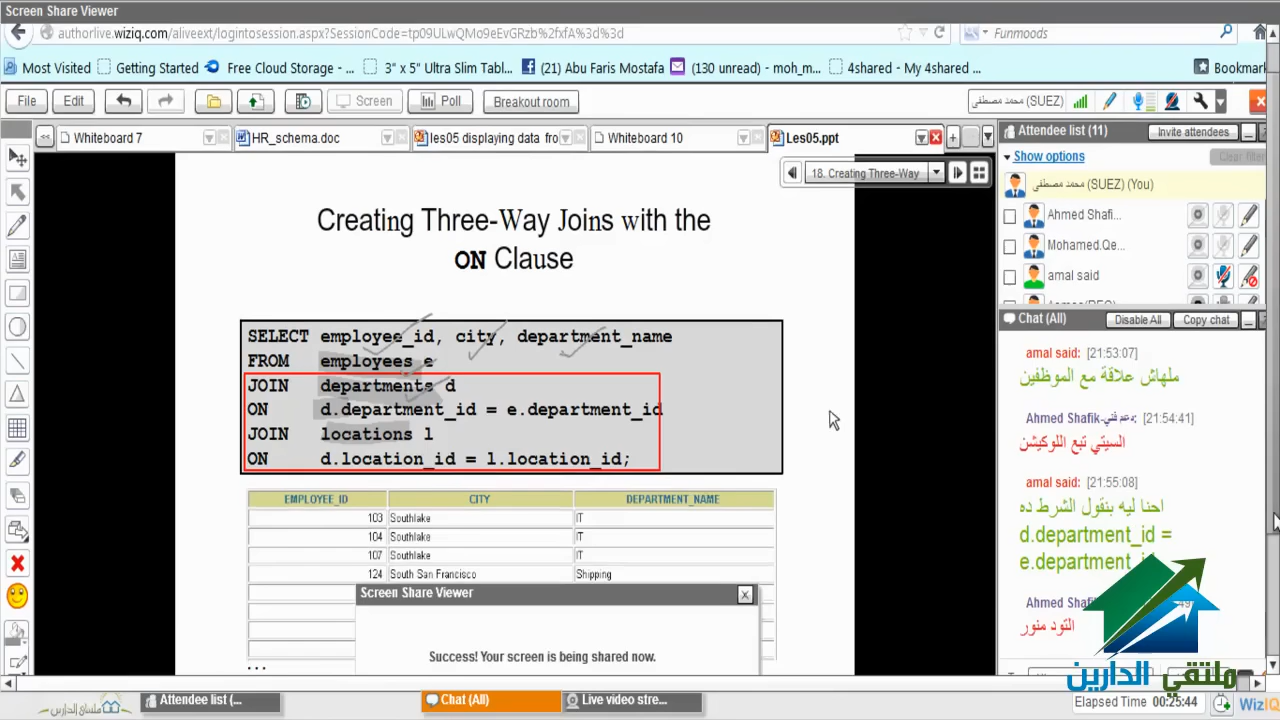 Screen Share Viewer
authorlive.wiziq.com/aliveext/logintosession.aspx?SessionCode=tp09ULwQMo9eEvGRzb%2fxfA%3d%3d
Funmoods
Most Visited
Getting Started
Free Cloud Storage - ...
3" x 5" Ultra Slim Tabl...
(21) Abu Faris Mostafa
(130 unread) - moh_m...
4shared - My 4shared ...
Bookmark
File
Edit
Screen
Poll
Breakout room
محمد مصطفى (SUEZ)
Whiteboard 7
HR_schema.doc
les05 displaying data fro
Whiteboard 10
Les05.ppt
Attendee list (11)
Invite attendees
Show options
Clear filter
محمد مصطفى (SUEZ) (You)
Ahmed Shafi...
Mohamed.Qe...
amal said
18. Creating Three-Way
Creating Three-Way Joins with the
ON Clause
SELECT employee_id, city, department_name
FROM employees e
JOIN departments d
ON d.department_id = e.department_id
JOIN locations l
ON d.location_id = l.location_id;
EMPLOYEE_ID CITY DEPARTMENT_NAME
103 Southlake IT
104 Southlake IT
107 Southlake IT
124 South San Francisco Shipping
...
Screen Share Viewer
Success! Your screen is being shared now.
Chat (All)
Disable All
Copy chat
amal said: [21:53:07]
ملهاش علاقة مع الموظفين
Ahmed Shafik-دعم فني: [21:54:41]
السيتي تبع اللوكيشن
amal said: [21:55:08]
احنا ليه بنقول الشرط ده
d.department_id =
e.department_id
التود منور
ملتقي الدارين
ملتقى الدارين
Attendee list (...
Chat (All)
Live video stre...
Elapsed Time 00:25:44
WizIQ